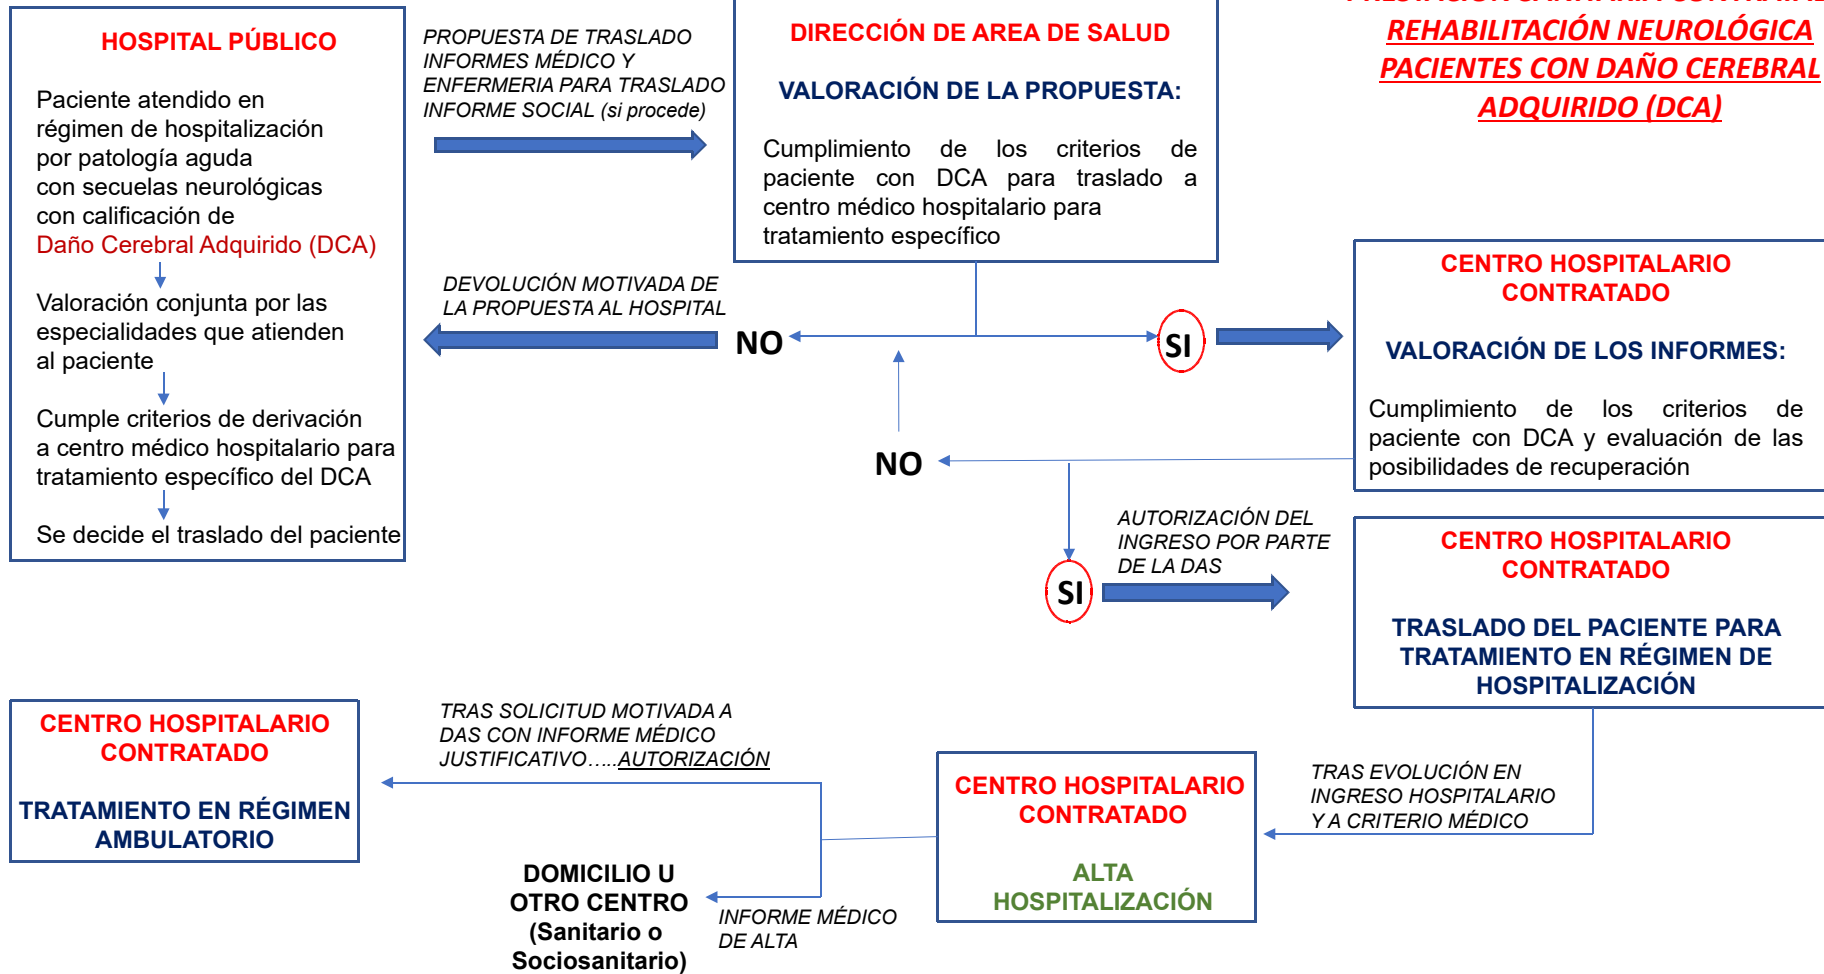 REHABILITACIÓN NEUROLÓGICA
PACIENTES CON DAÑO CEREBRAL
ADQUIRIDO (DCA)
HOSPITAL PÚBLICO
Paciente atendido en
régimen de hospitalización
por patología aguda
con secuelas neurológicas
con calificación de
Daño Cerebral Adquirido (DCA)
Valoración conjunta por las
especialidades que atienden
al paciente
Cumple criterios de derivación
a centro médico hospitalario para
tratamiento específico del DCA
Se decide el traslado del paciente
PROPUESTA DE TRASLADO
INFORMES MÉDICO Y
ENFERMERIA PARA TRASLADO
INFORME SOCIAL (si procede)
DIRECCIÓN DE AREA DE SALUD
VALORACIÓN DE LA PROPUESTA:
Cumplimiento de los criterios de
paciente con DCA para traslado a
centro médico hospitalario para
tratamiento específico
DEVOLUCIÓN MOTIVADA DE
LA PROPUESTA AL HOSPITAL
NO
SI
CENTRO HOSPITALARIO
CONTRATADO
VALORACIÓN DE LOS INFORMES:
Cumplimiento de los criterios de
paciente con DCA y evaluación de las
posibilidades de recuperación
NO
SI
AUTORIZACIÓN DEL
INGRESO POR PARTE
DE LA DAS
CENTRO HOSPITALARIO
CONTRATADO
TRASLADO DEL PACIENTE PARA
TRATAMIENTO EN RÉGIMEN DE
HOSPITALIZACIÓN
TRAS EVOLUCIÓN EN
INGRESO HOSPITALARIO
Y A CRITERIO MÉDICO
CENTRO HOSPITALARIO
CONTRATADO
ALTA
HOSPITALIZACIÓN
TRAS SOLICITUD MOTIVADA A
DAS CON INFORME MÉDICO
JUSTIFICATIVO…..AUTORIZACIÓN
CENTRO HOSPITALARIO
CONTRATADO
TRATAMIENTO EN RÉGIMEN
AMBULATORIO
DOMICILIO U
OTRO CENTRO
(Sanitario o
Sociosanitario)
INFORME MÉDICO
DE ALTA